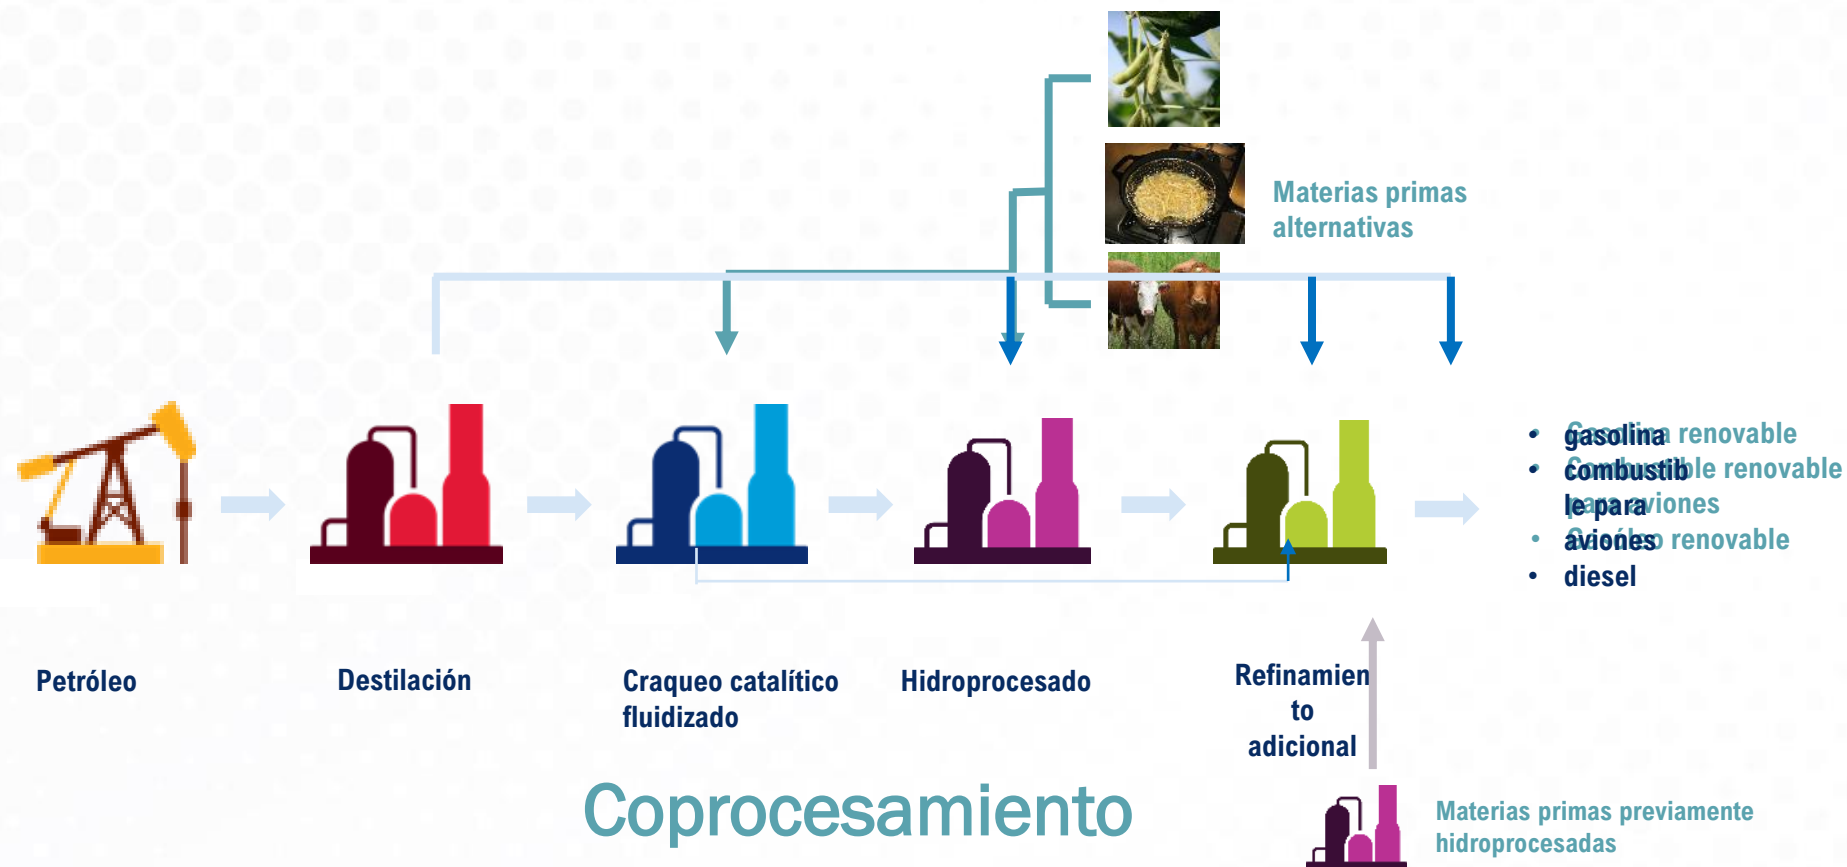 Materias primas
alternativas
• gasolina
• combustib
le para
aviones
• diesel
• Gasolina renovable
• Combustible renovable
para aviones
• Gasóleo renovable
Petróleo
Destilación
Craqueo catalítico
fluidizado
Hidroprocesado
Refinamien
to
adicional
Coprocesamiento
Materias primas previamente
hidroprocesadas